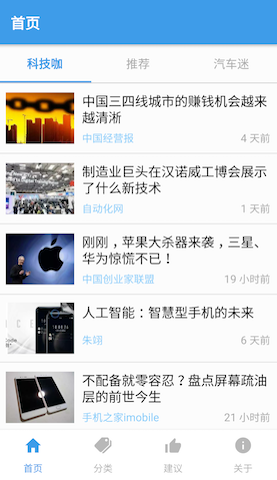 首页
科技咖
推荐
汽车迷
中国三四线城市的赚钱机会越来
越清淅
中国经营报
4 天前
制造业巨头在汉诺威工博会展示
了什么新技术
自动化网
1 天前
刚刚，苹果大杀器来袭，三星、
华为惊慌不已！
中国创业家联盟
19 小时前
人工智能：智慧型手机的未来
朱翊
6 天前
不配备就零容忍？盘点屏幕疏油
层的前世今生
手机之家imobile
21 小时前
首页
分类
建议
关于